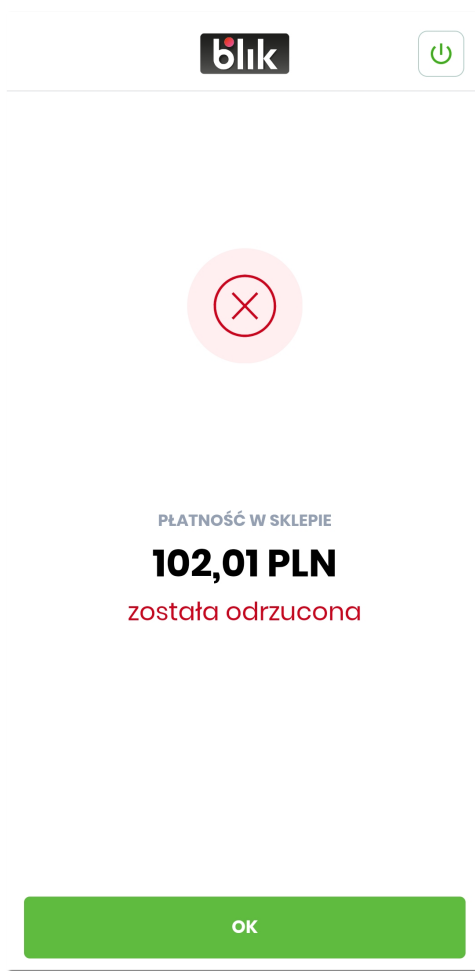 blik
PŁATNOŚĆ W SKLEPIE
102,01 PLN
została odrzucona
OK